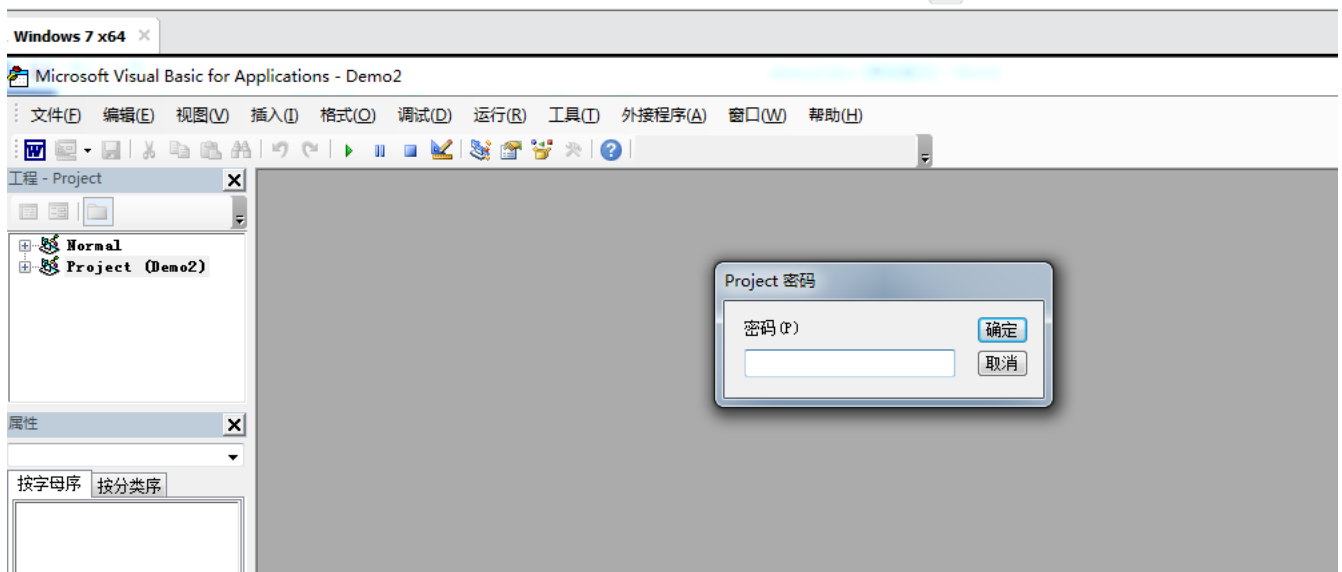 Windows 7 x64
Microsoft Visual Basic for Applications - Demo2
文件(F) 编辑(E) 视图(V) 插入(I) 格式(O) 调试(D) 运行(R) 工具(T) 外接程序(A) 窗口(W) 帮助(H)
工程 - Project
Normal
Project (Demo2)
Project 密码
密码(P)
确定
取消
属性
按字母序 按分类序